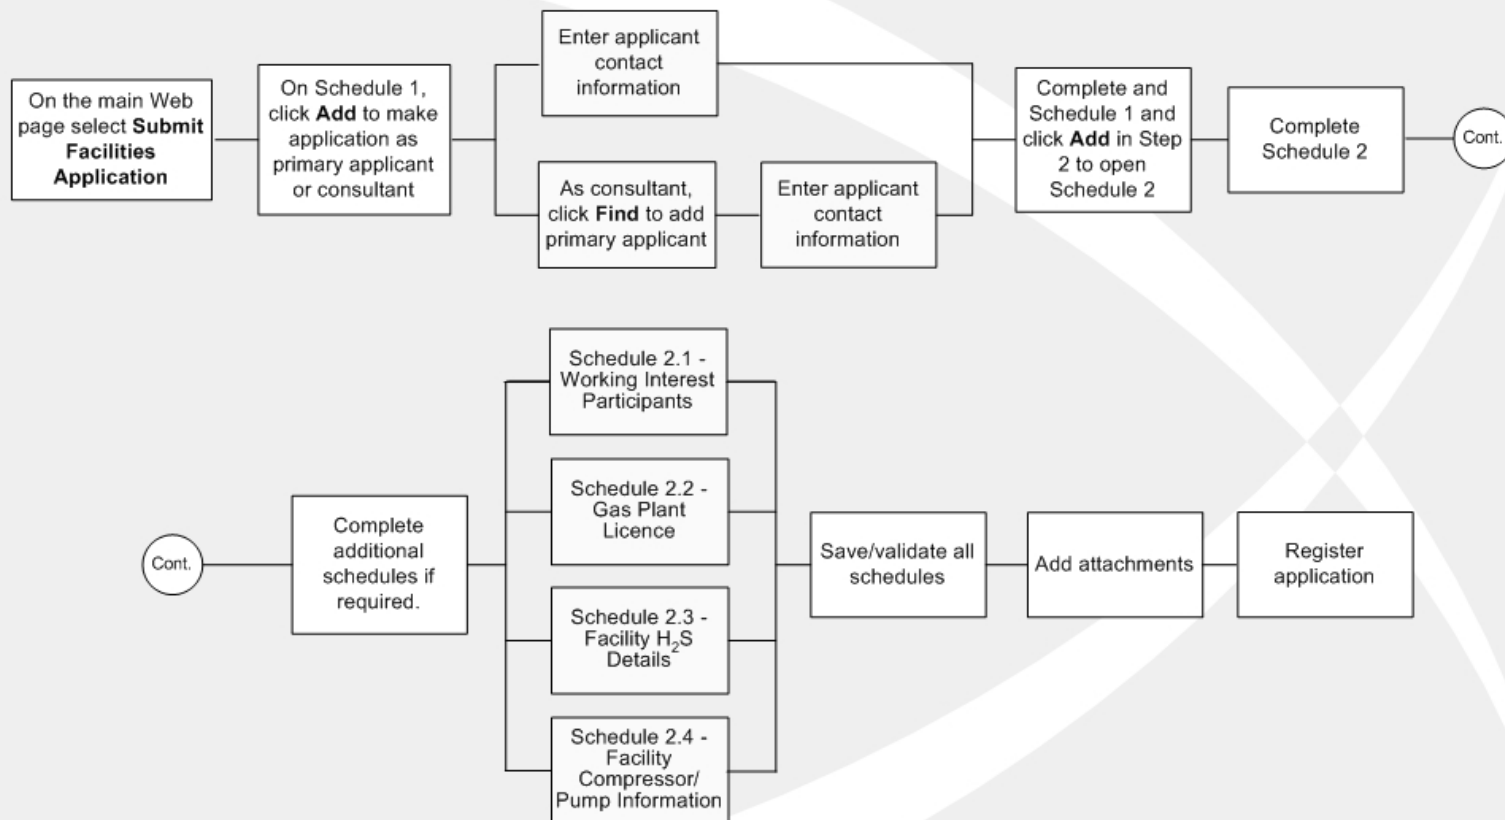 On the main Web
page select Submit
Facilities
Application
On Schedule 1,
click Add to make
application as
primary applicant
or consultant
Enter applicant
contact
information
As consultant,
click Find to add
primary applicant
Enter applicant
contact
information
Complete and
Schedule 1 and
click Add in Step
2 to open
Schedule 2
Complete
Schedule 2
Cont.
Cont.
Complete
additional
schedules if
required.
Schedule 2.1 -
Working Interest
Participants
Schedule 2.2 -
Gas Plant
Licence
Schedule 2.3 -
Facility H₂S
Details
Schedule 2.4 -
Facility
Compressor/
Pump Information
Save/validate all
schedules
Add attachments
Register
application